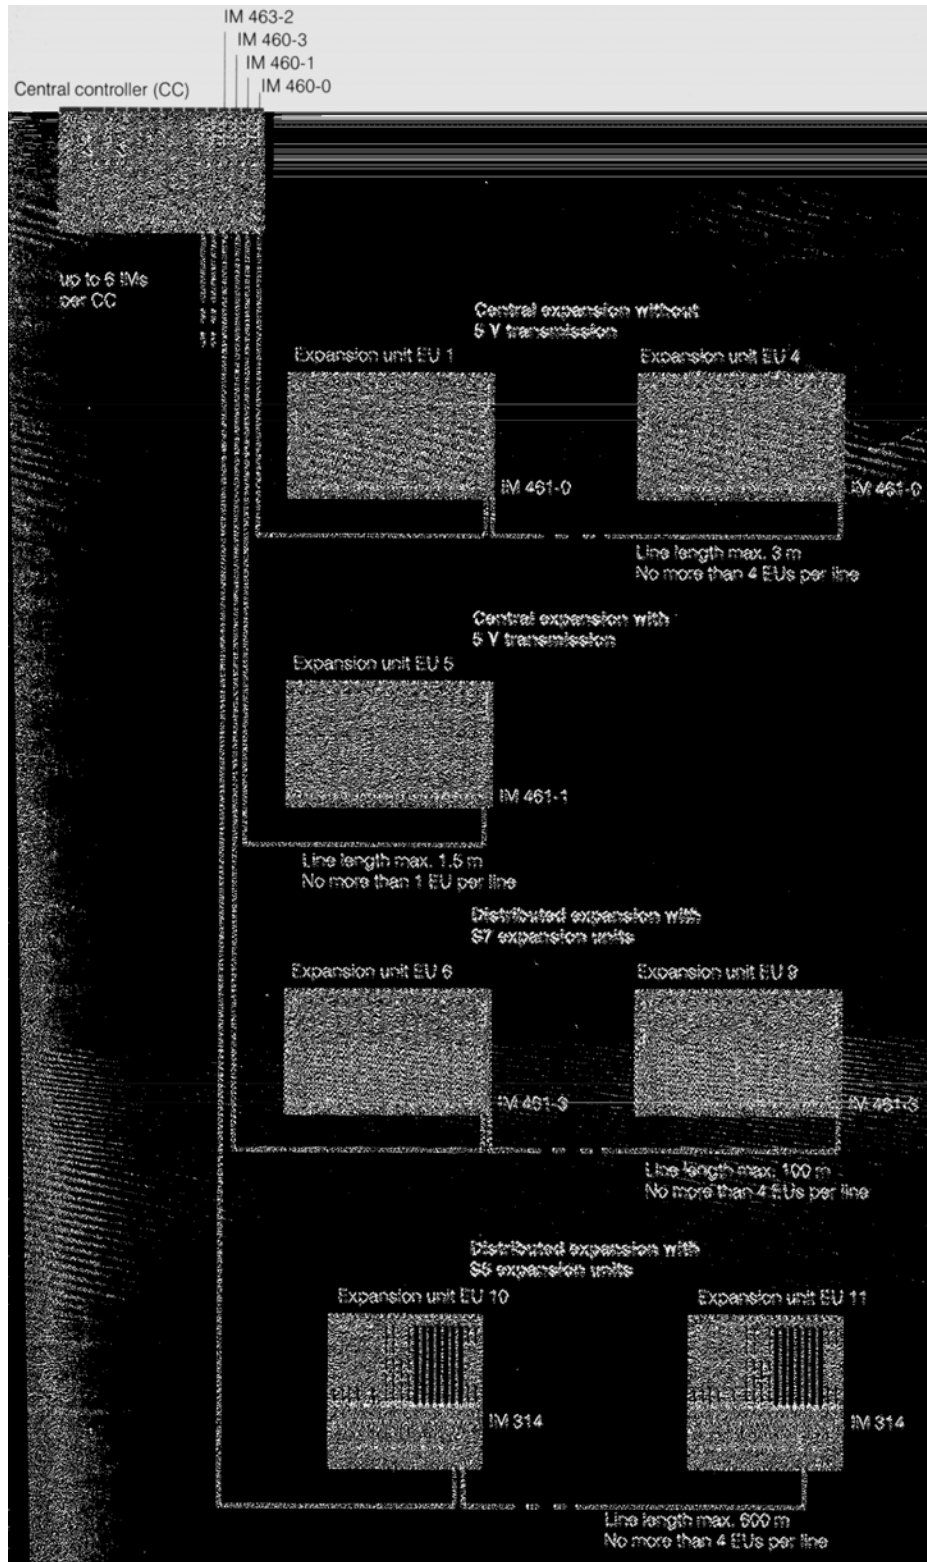 IM 463-2
IM 460-3
IM 460-1
IM 460-0
Central controller (CC)
up to 6 IMs
per CC
Central expansion without
5 V transmission
Expansion unit EU 1
Expansion unit EU 4
IM 461-0
IM 461-0
Line length max. 3 m
No more than 4 EUs per line
Central expansion with
5 V transmission
Expansion unit EU 5
IM 461-1
Line length max. 1.5 m
No more than 1 EU per line
Distributed expansion with
S7 expansion units
Expansion unit EU 6
Expansion unit EU 9
IM 461-3
IM 461-3
Line length max. 100 m
No more than 4 EUs per line
Distributed expansion with
S5 expansion units
Expansion unit EU 10
Expansion unit EU 11
IM 314
IM 314
Line length max. 600 m
No more than 4 EUs per line